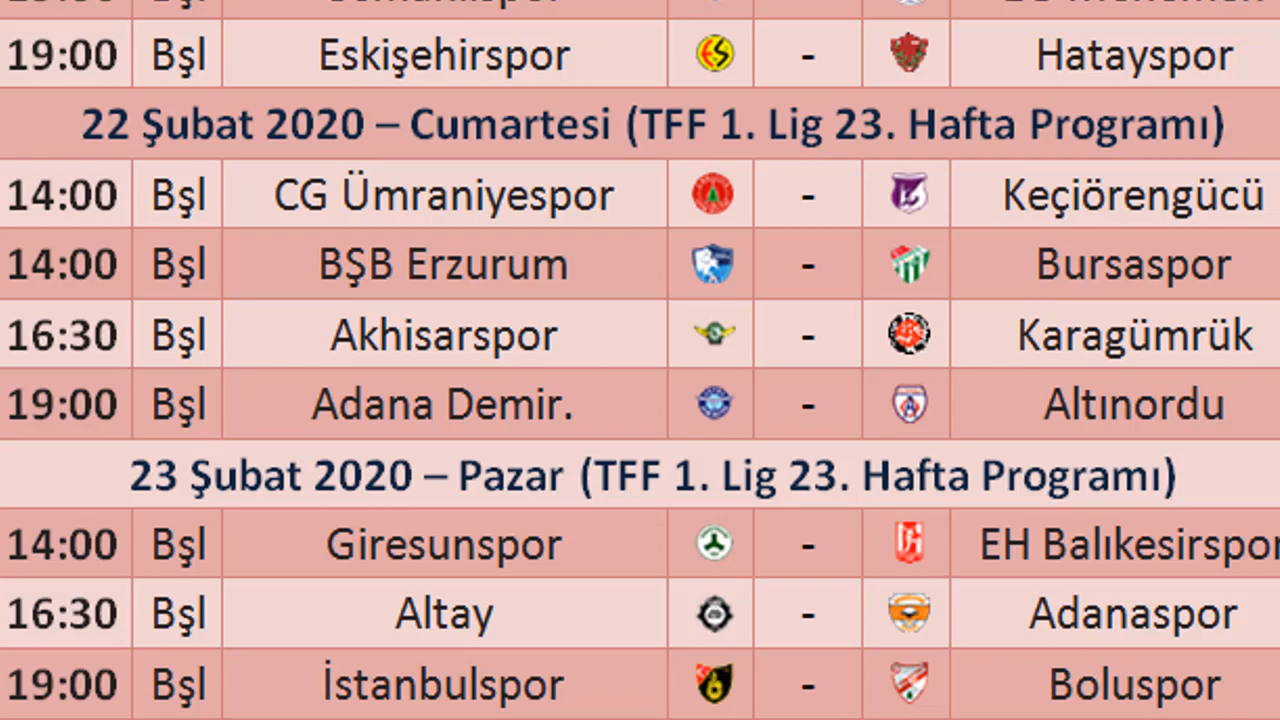 19:00 Bşl Eskişehirspor - Hatayspor
22 Şubat 2020 – Cumartesi (TFF 1. Lig 23. Hafta Programı)
14:00 Bşl CG Ümraniyespor - Keçiörengücü
14:00 Bşl BŞB Erzurum - Bursaspor
16:30 Bşl Akhisarspor - Karagümrük
19:00 Bşl Adana Demir. - Altınordu
23 Şubat 2020 – Pazar (TFF 1. Lig 23. Hafta Programı)
14:00 Bşl Giresunspor - EH Balıkesirspor
16:30 Bşl Altay - Adanaspor
19:00 Bşl İstanbulspor - Boluspor